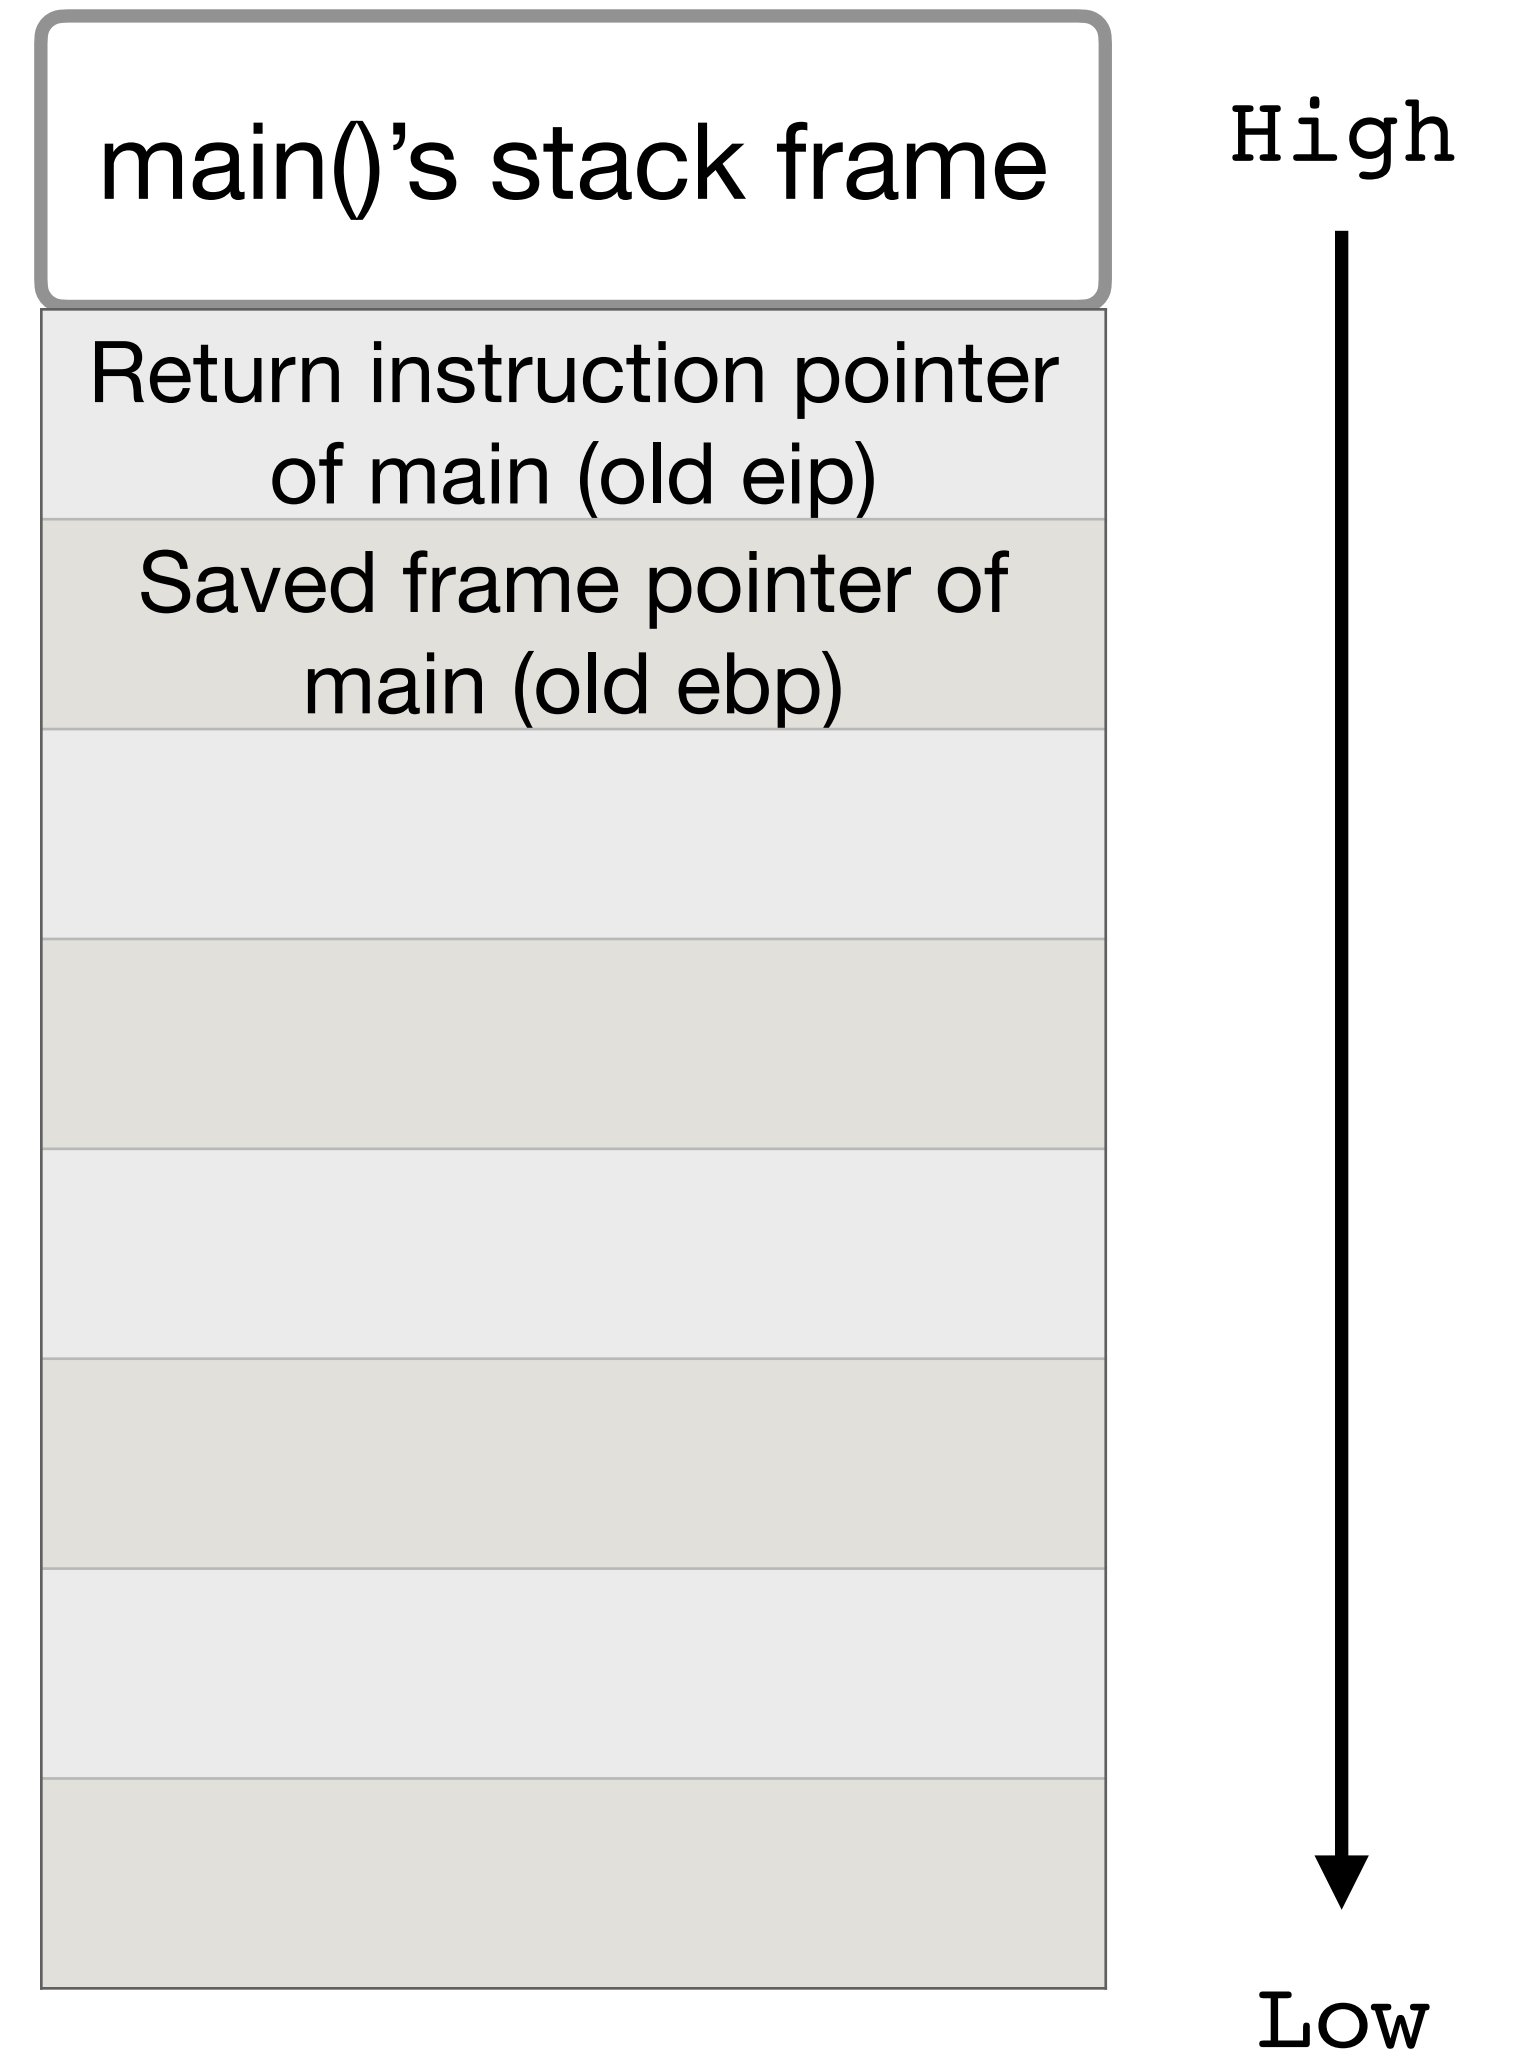 main()’s stack frame
High
Return instruction pointer
of main (old eip)
Saved frame pointer of
main (old ebp)
Low